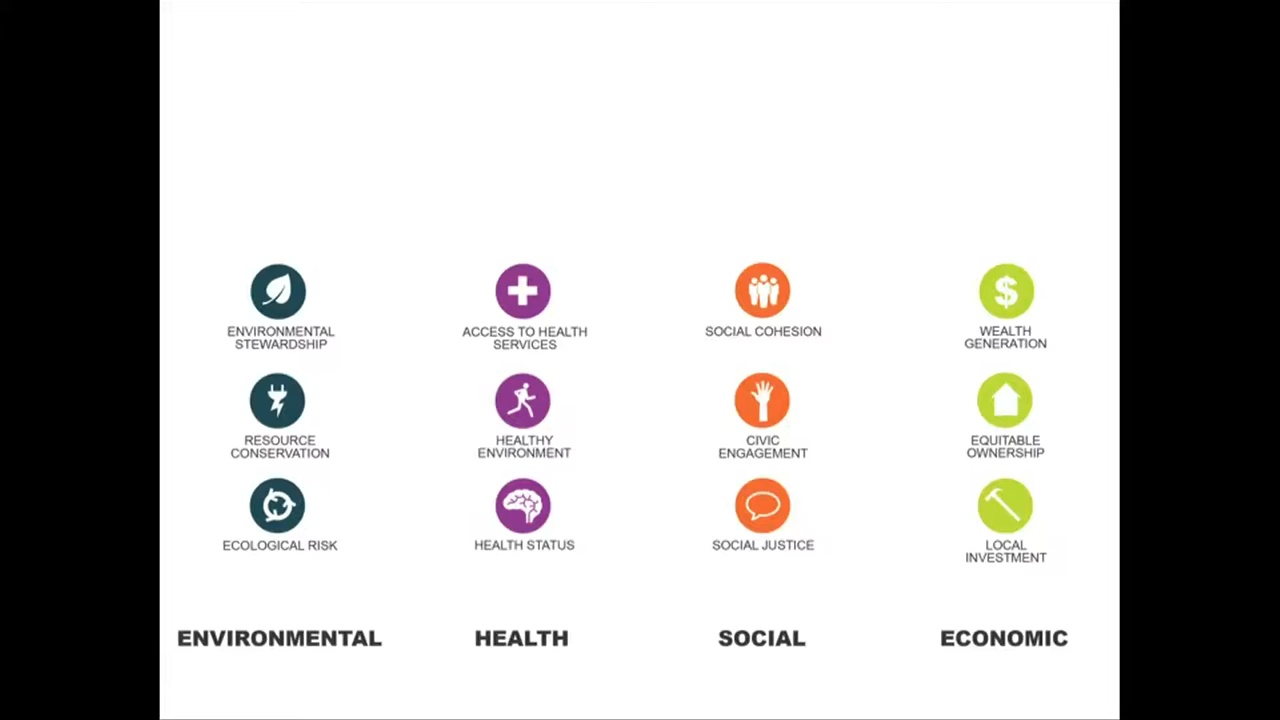 ENVIRONMENTAL
STEWARDSHIP
ACCESS TO HEALTH
SERVICES
SOCIAL COHESION
$
WEALTH
GENERATION
RESOURCE
CONSERVATION
HEALTHY
ENVIRONMENT
CIVIC
ENGAGEMENT
EQUITABLE
OWNERSHIP
ECOLOGICAL RISK
HEALTH STATUS
SOCIAL JUSTICE
LOCAL
INVESTMENT
ENVIRONMENTAL
HEALTH
SOCIAL
ECONOMIC